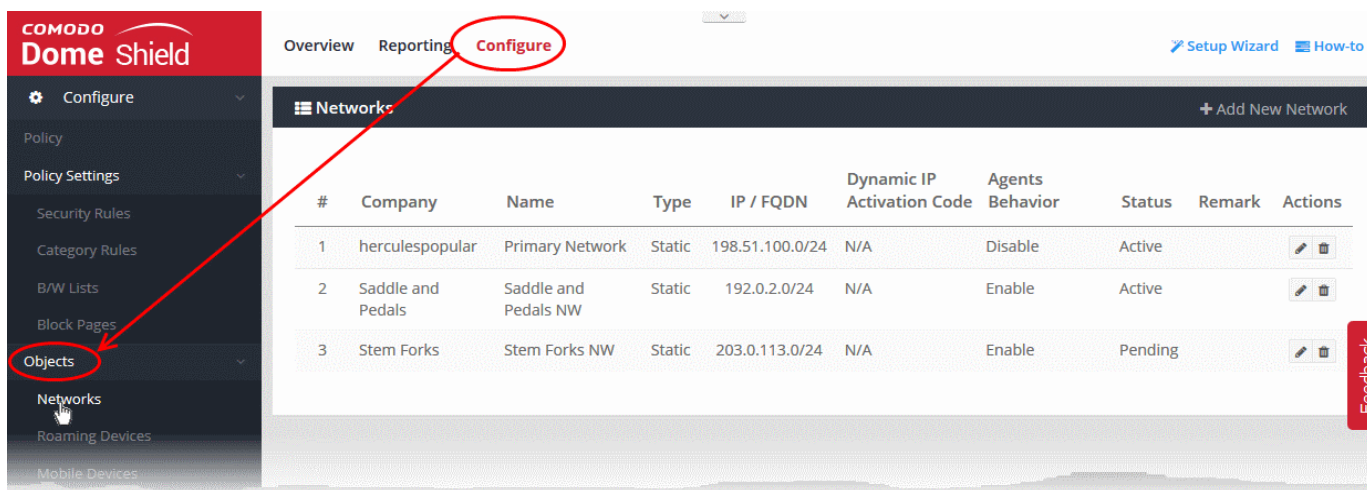 COMODO
Dome Shield
Overview Reporting Configure
Setup Wizard How-to
Configure
Policy
Policy Settings
Security Rules
Category Rules
B/W Lists
Block Pages
Objects
Networks
Roaming Devices
Mobile Devices
Networks
Add New Network
# Company Name Type IP / FQDN Dynamic IP Activation Code Agents Behavior Status Remark Actions
1 herculespopular Primary Network Static 198.51.100.0/24 N/A Disable Active
2 Saddle and Pedals Saddle and Pedals NW Static 192.0.2.0/24 N/A Enable Active
3 Stem Forks Stem Forks NW Static 203.0.113.0/24 N/A Enable Pending
Feedback